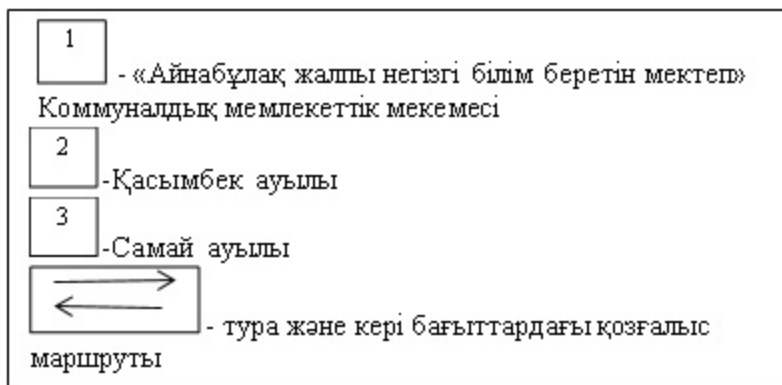 1
- «Айнабұлақ жалпы негізгі білім беретін мектеп»
Коммуналдық мемлекеттік мекемесі
2
-Қасымбек ауылы
3
-Самай ауылы
- тура және кері бағыттардағы қозғалыс
маршруты